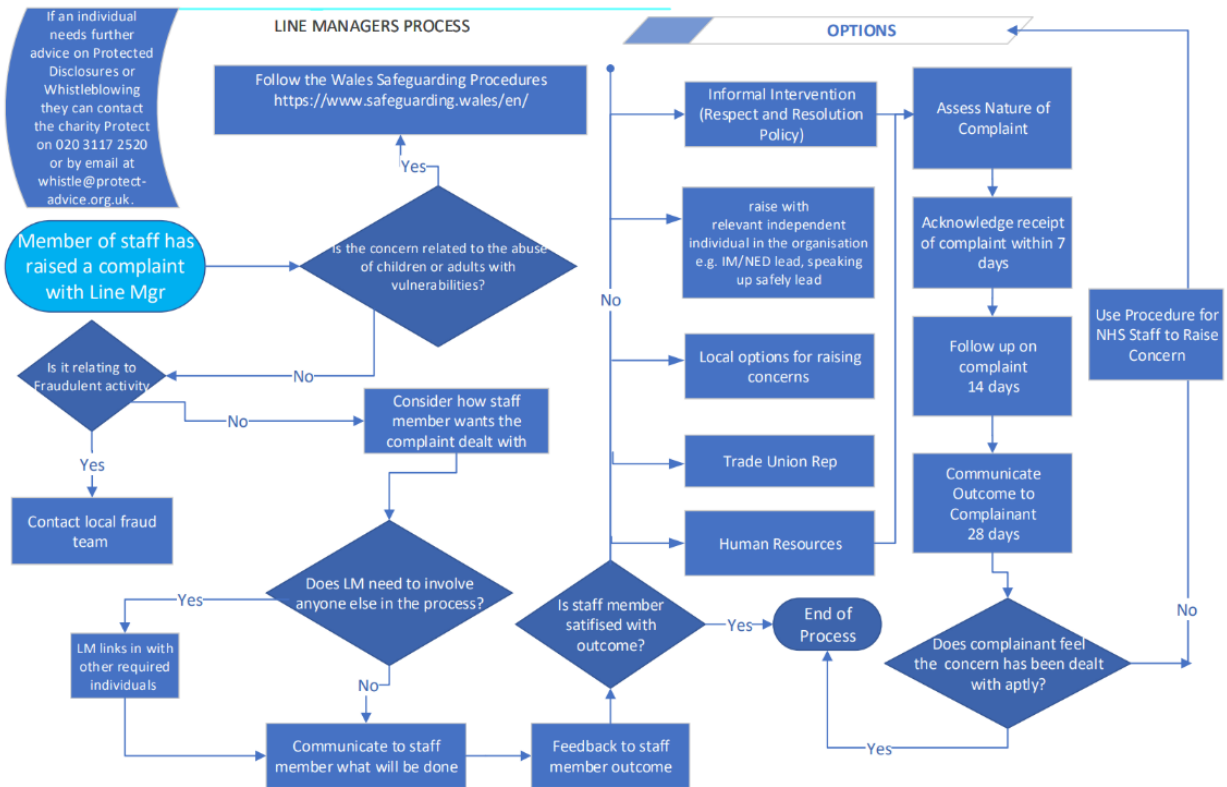 If an individual
needs further
advice on Protected
Disclosures or
Whistleblowing
they can contact
the charity Protect
on 020 3117 2520
or by email at
whistle@protect-
advice.org.uk.
LINE MANAGERS PROCESS
OPTIONS
Follow the Wales Safeguarding Procedures
https://www.safeguarding.wales/en/
Yes
Member of staff has
raised a complaint
with Line Mgr
Is the concern related to the abuse
of children or adults with
vulnerabilities?
No
Is it relating to
Fraudulent activity
No
Yes
Contact local fraud
team
Consider how staff
member wants the
complaint dealt with
Does LM need to involve
anyone else in the process?
Yes
LM links in with
other required
individuals
No
Communicate to staff
member what will be
done
Feedback to staff
member outcome
Is staff member
satifised with
outcome?
Yes
End of
Process
No
Informal Intervention
(Respect and Resolution
Policy)
raise with
relevant independent
individual in the organisation
e.g. IM/NED lead, speaking
up safely lead
Local options for raising
concerns
Trade Union Rep
Human Resources
Assess Nature of
Complaint
Acknowledge receipt
of complaint within 7
days
Follow up on
complaint
14 days
Communicate
Outcome to
Complainant
28 days
Does complainant feel
the concern has been dealt
with aptly?
Yes
No
Use Procedure for
NHS Staff to Raise
Concern